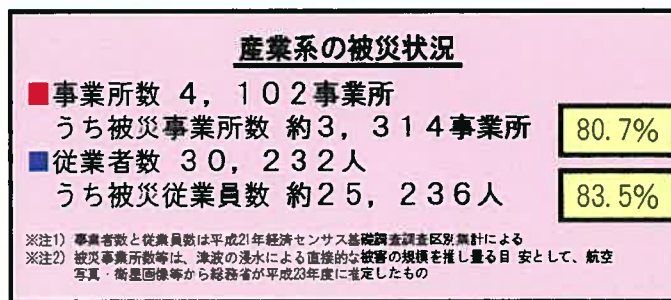 産業系の被災状況
■事業所数 ４，１０２事業所
うち被災事業所数 約３，３１４事業所
80.7%
■従業者数 ３０，２３２人
うち被災従業員数 約２５，２３６人
83.5%
※注1) 事業者数と従業員数は平成21年経済センサス基礎調査調査区別集計による
※注2) 被災事業所数等は、津波の浸水による直接的な被害の規模を推し量る目 安として、航空
写真・衛星画像等から総務省が平成23年度に推定したもの